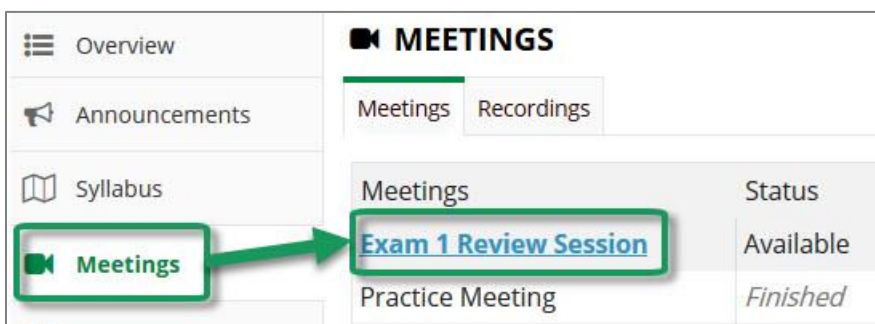 Overview
Announcements
Syllabus
Meetings
MEETINGS
Meetings Recordings
Meetings Status
Exam 1 Review Session Available
Practice Meeting Finished